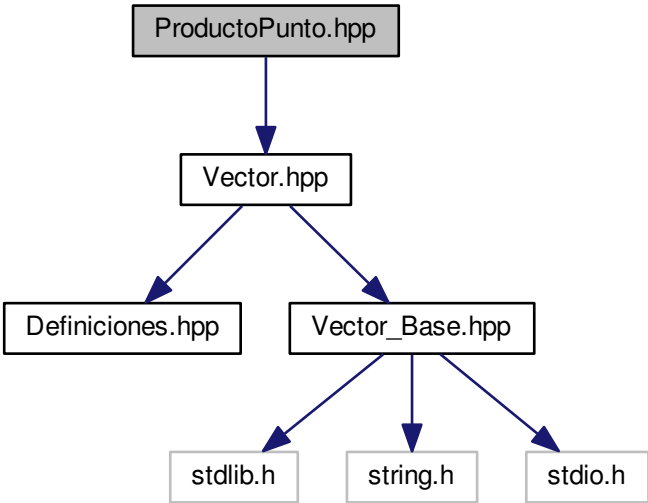 ProductoPunto.hpp
Vector.hpp
Definiciones.hpp
Vector_Base.hpp
stdlib.h
string.h
stdio.h